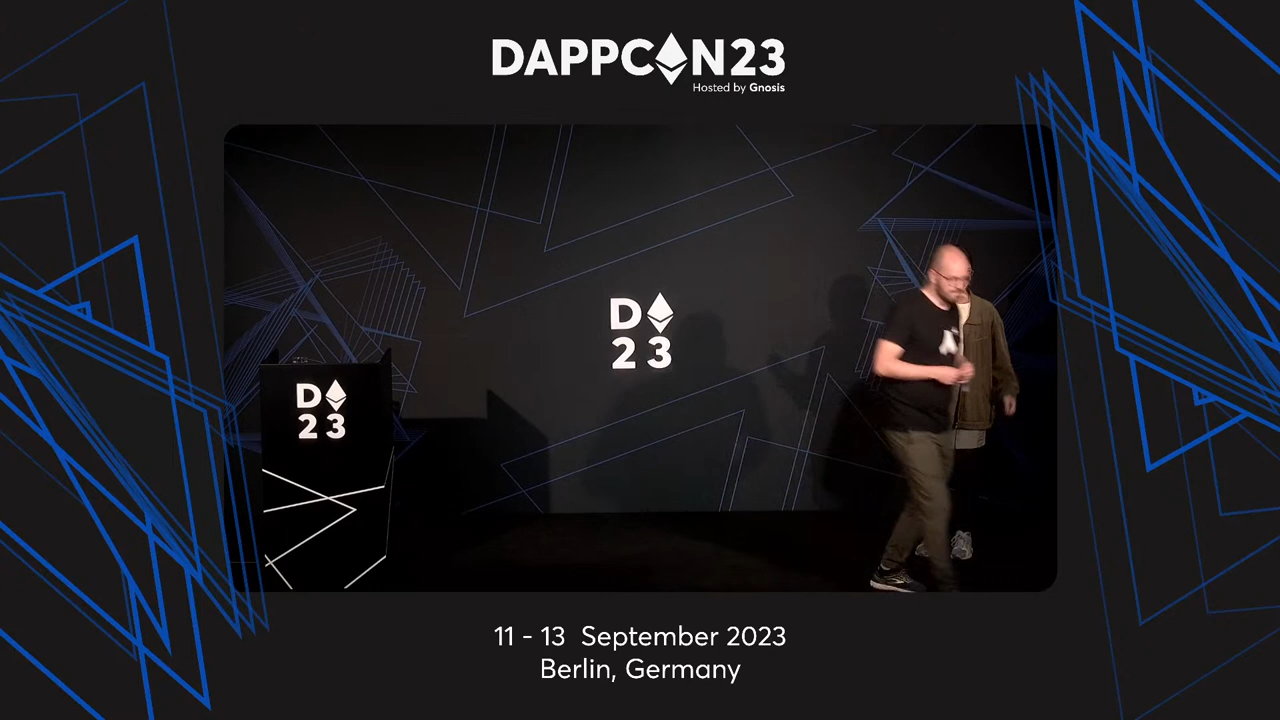 DAPPCON23
Hosted by Gnosis
D
23
D
23
11 - 13 September 2023
Berlin, Germany